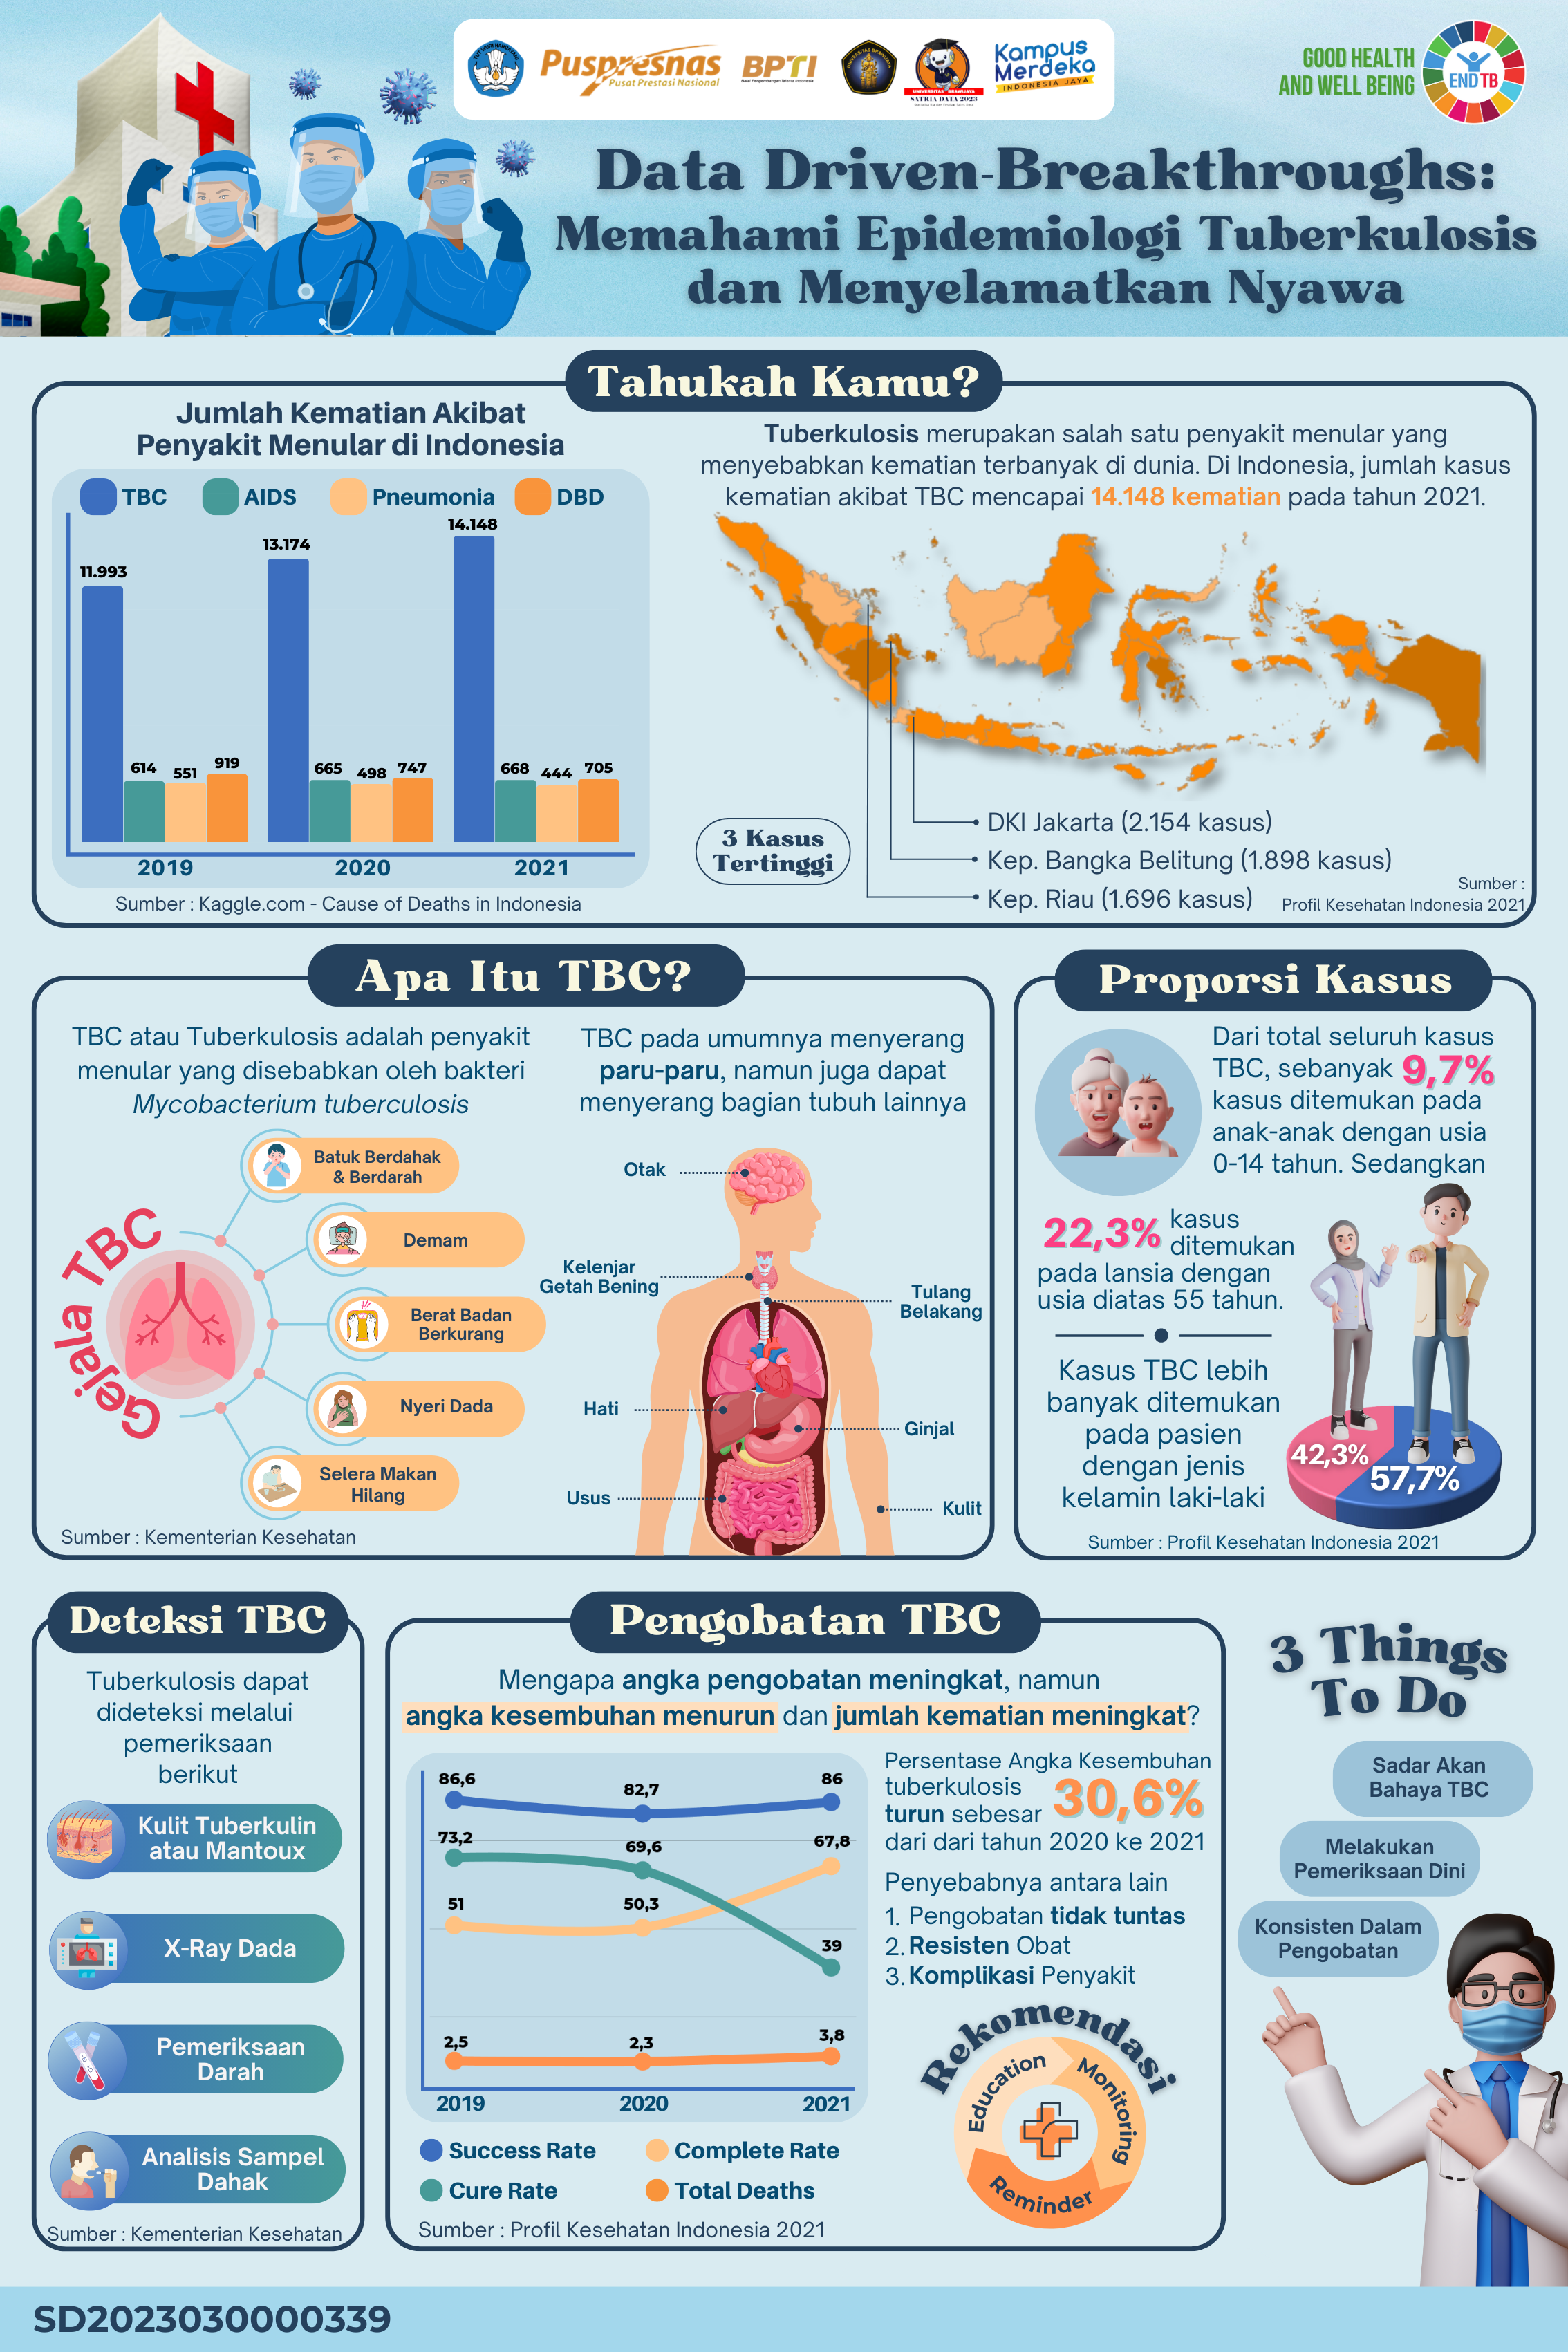 Puspresnas
Pusat Prestasi Nasional
BPTI
UNIVERSITAS BRAWIJAYA
SATRIA DATA 2023
Kampus
Merdeka
INDONESIA JAYA
GOOD HEALTH
AND WELL BEING
END TB
Data Driven-Breakthroughs:
Memahami Epidemiologi Tuberkulosis
dan Menyelamatkan Nyawa
Tahukah Kamu?
Jumlah Kematian Akibat
Penyakit Menular di Indonesia
TBC
AIDS
Pneumonia
DBD
11.993
614
551
919
13.174
665
498
747
14.148
668
444
705
2019
2020
2021
Sumber : Kaggle.com - Cause of Deaths in Indonesia
Tuberkulosis merupakan salah satu penyakit menular yang
menyebabkan kematian terbanyak di dunia. Di Indonesia, jumlah kasus
kematian akibat TBC mencapai 14.148 kematian pada tahun 2021.
3 Kasus
Tertinggi
DKI Jakarta (2.154 kasus)
Kep. Bangka Belitung (1.898 kasus)
Kep. Riau (1.696 kasus)
Sumber :
Profil Kesehatan Indonesia 2021
Apa Itu TBC?
TBC atau Tuberkulosis adalah penyakit
menular yang disebabkan oleh bakteri
Mycobacterium tuberculosis
Gejala TBC
Batuk Berdahak
& Berdarah
Demam
Berat Badan
Berkurang
Nyeri Dada
Selera Makan
Hilang
Sumber : Kementerian Kesehatan
TBC pada umumnya menyerang
paru-paru, namun juga dapat
menyerang bagian tubuh lainnya
Otak
Kelenjar
Getah Bening
Tulang
Belakang
Hati
Ginjal
Usus
Kulit
Proporsi Kasus
Dari total seluruh kasus
TBC, sebanyak 9,7%
kasus ditemukan pada
anak-anak dengan usia
0-14 tahun. Sedangkan
22,3% kasus
ditemukan
pada lansia dengan
usia diatas 55 tahun.
Kasus TBC lebih
banyak ditemukan
pada pasien
dengan jenis
kelamin laki-laki
42,3%
57,7%
Sumber : Profil Kesehatan Indonesia 2021
Deteksi TBC
Tuberkulosis dapat
dideteksi melalui
pemeriksaan
berikut
Kulit Tuberkulin
atau Mantoux
X-Ray Dada
Pemeriksaan
Darah
Analisis Sampel
Dahak
Sumber : Kementerian Kesehatan
Pengobatan TBC
Mengapa angka pengobatan meningkat, namun
angka kesembuhan menurun dan jumlah kematian meningkat?
86,6
82,7
86
73,2
69,6
67,8
51
50,3
39
2,5
2,3
3,8
2019
2020
2021
Success Rate
Complete Rate
Cure Rate
Total Deaths
Sumber : Profil Kesehatan Indonesia 2021
Persentase Angka Kesembuhan
tuberkulosis
turun sebesar 30,6%
dari dari tahun 2020 ke 2021
Penyebabnya antara lain
1. Pengobatan tidak tuntas
2. Resisten Obat
3. Komplikasi Penyakit
Rekomendasi
Education
Monitoring
Reminder
3 Things
To Do
Sadar Akan
Bahaya TBC
Melakukan
Pemeriksaan Dini
Konsisten Dalam
Pengobatan
SD2023030000339